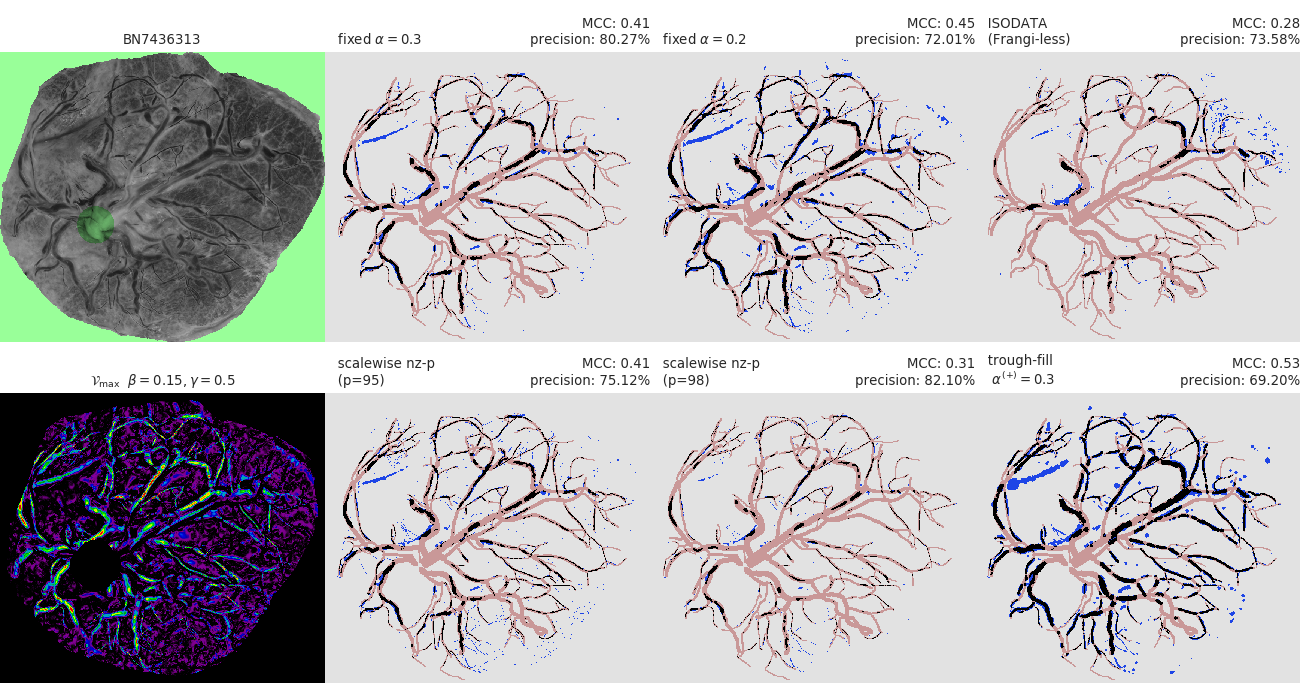 BN7436313
fixed α = 0.3
MCC: 0.41
precision: 80.27%
fixed α = 0.2
MCC: 0.45
precision: 72.01%
ISODATA
(Frangi-less)
MCC: 0.28
precision: 73.58%
𝒱max β = 0.15, γ = 0.5
scalewise nz-p
(p=95)
MCC: 0.41
precision: 75.12%
scalewise nz-p
(p=98)
MCC: 0.31
precision: 82.10%
trough-fill
α(+) = 0.3
MCC: 0.53
precision: 69.20%